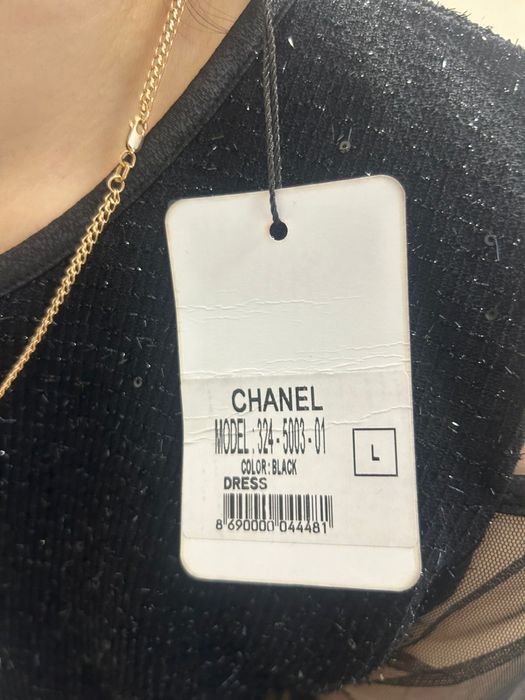 CHANEL
MODEL : 324 - 5003 - 01
L
COLOR : BLACK
DRESS
8 690000 044481